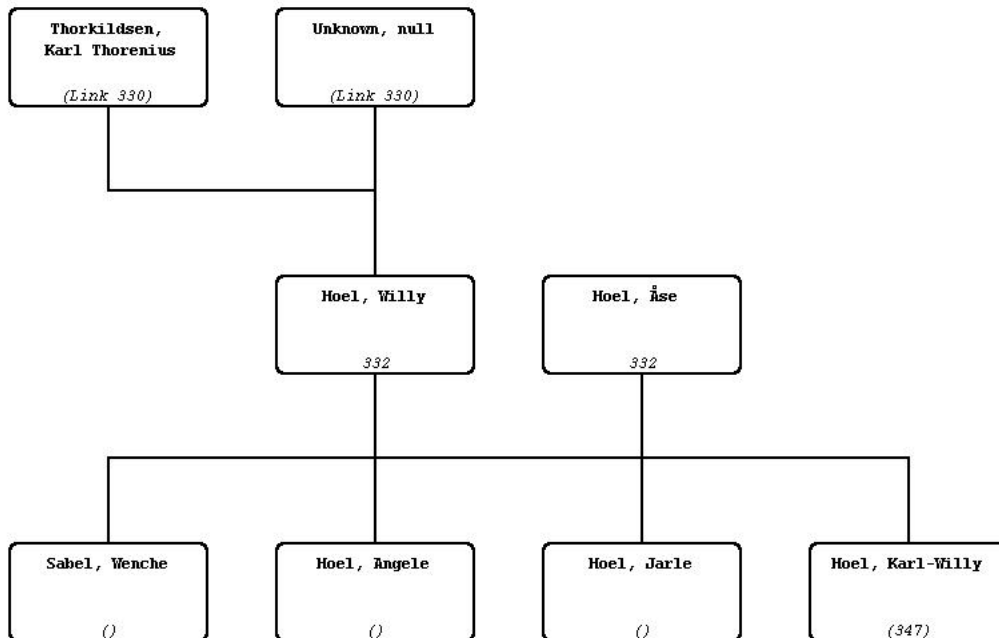 Thorkildsen,
Karl Thorenius
(Link 330)
Unknown, null
(Link 330)
Hoel, Willy
332
Hoel, Åse
332
Sabel, Wenche
()
Hoel, Angele
()
Hoel, Jarle
()
Hoel, Karl-Willy
(347)